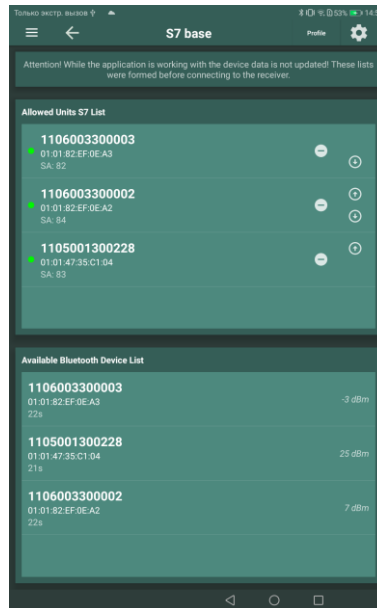 Только экстр. вызов
53% 14:5
S7 base
Profile
Attention! While the application is working with the device data is not updated! These lists
were formed before connecting to the receiver.
Allowed Units S7 List
1106003300003
01:01:82:EF:0E:A3
SA: 82
1106003300002
01:01:82:EF:0E:A2
SA: 84
1105001300228
01:01:47:35:C1:04
SA: 83
Available Bluetooth Device List
1106003300003
01:01:82:EF:0E:A3
-3 dBm
22s
1105001300228
01:01:47:35:C1:04
25 dBm
21s
1106003300002
01:01:82:EF:0E:A2
7 dBm
22s